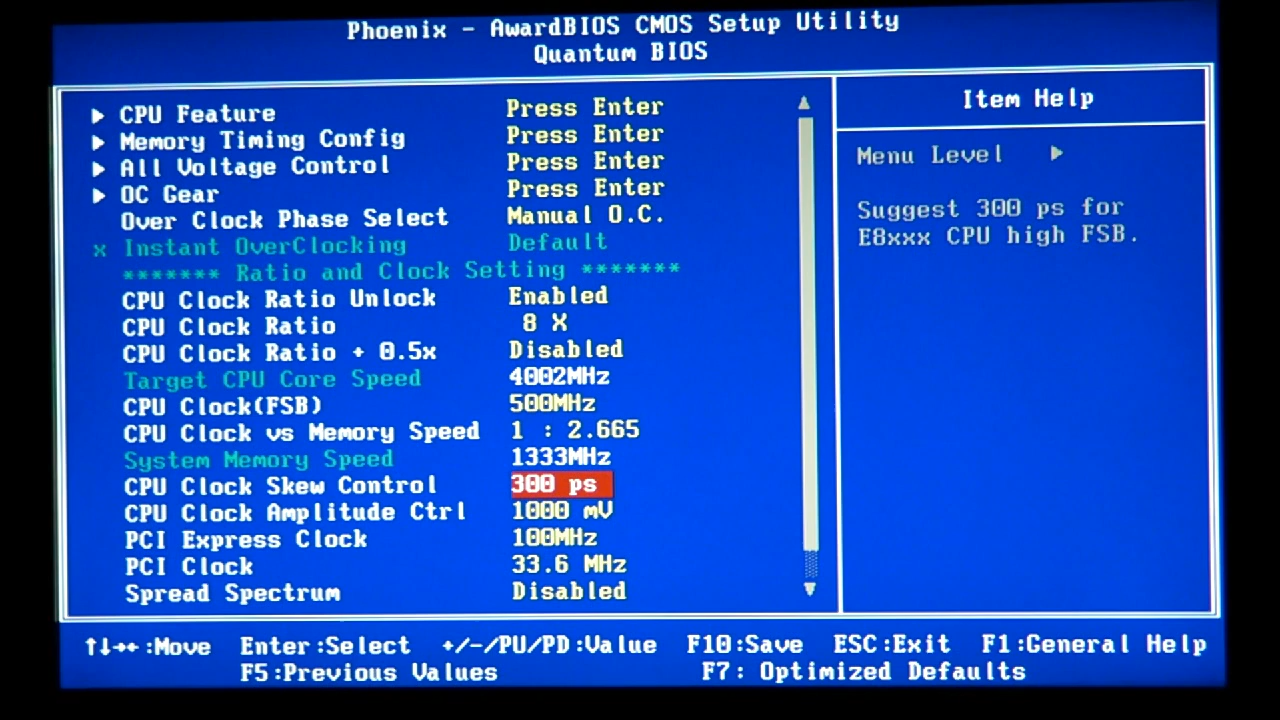 Phoenix - AwardBIOS CMOS Setup Utility
Quantum BIOS
▶ CPU Feature Press Enter
▶ Memory Timing Config Press Enter
▶ All Voltage Control Press Enter
▶ OC Gear Press Enter
Over Clock Phase Select Manual O.C.
x Instant OverClocking Default
******* Ratio and Clock Setting *******
CPU Clock Ratio Unlock Enabled
CPU Clock Ratio 8 X
CPU Clock Ratio + 0.5x Disabled
Target CPU Core Speed 4002MHz
CPU Clock(FSB) 500MHz
CPU Clock vs Memory Speed 1 : 2.665
System Memory Speed 1333MHz
CPU Clock Skew Control 300 ps
CPU Clock Amplitude Ctrl 1000 mV
PCI Express Clock 100MHz
PCI Clock 33.6 MHz
Spread Spectrum Disabled
Item Help
Menu Level ▶
Suggest 300 ps for
E8xxx CPU high FSB.
↑↓→←:Move Enter:Select +/-/PU/PD:Value F10:Save ESC:Exit F1:General Help
F5:Previous Values F7: Optimized Defaults